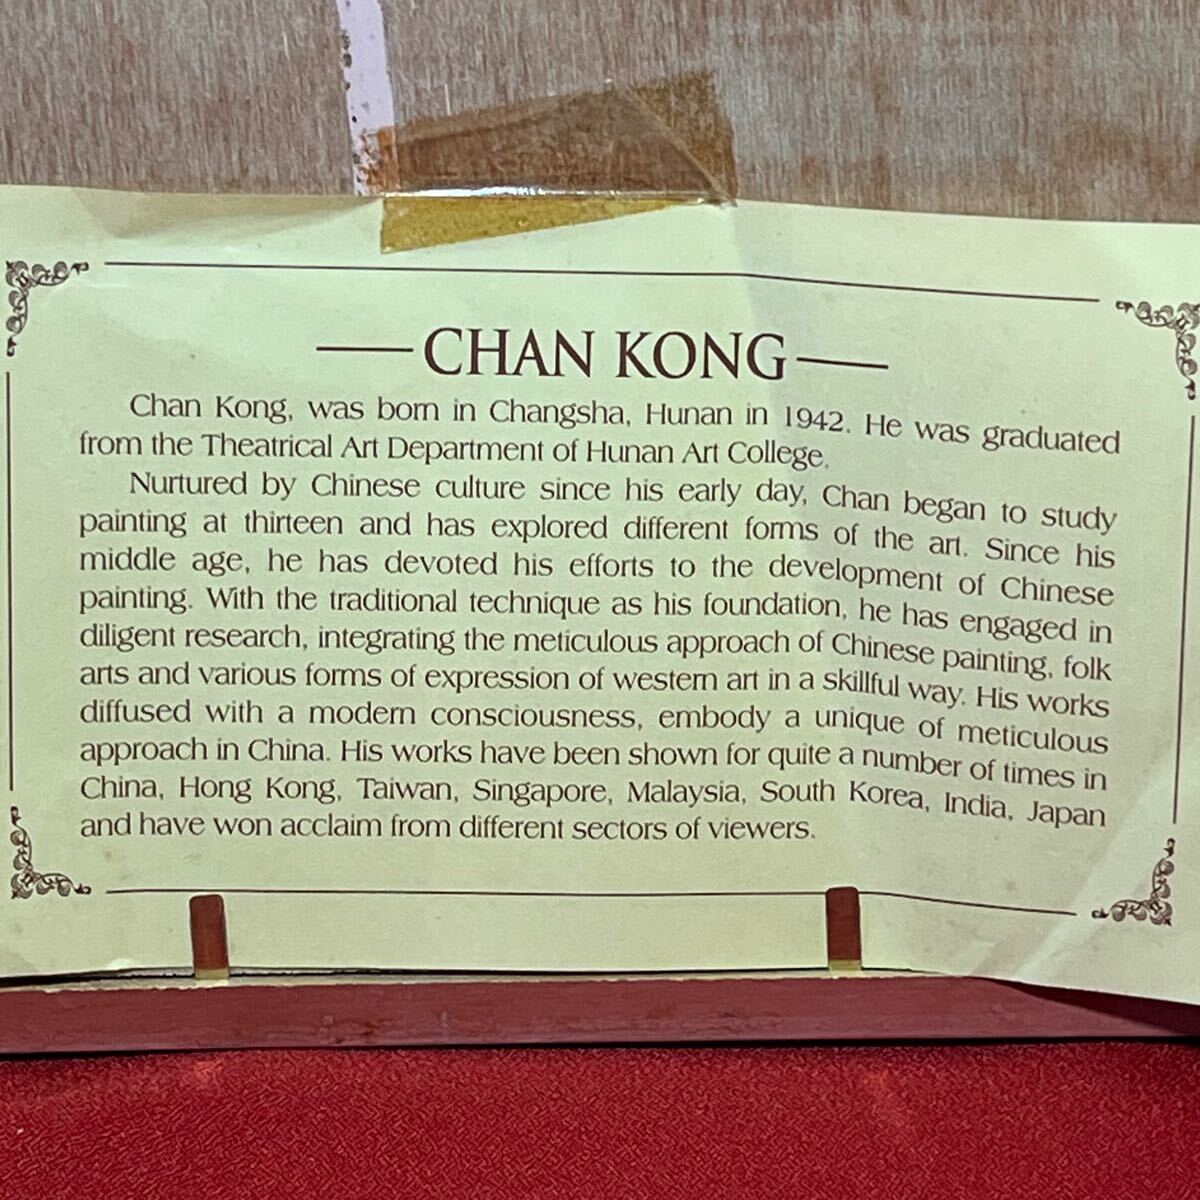 CHAN KONG
Chan Kong, was born in Changsha, Hunan in 1942. He was graduated
from the Theatrical Art Department of Hunan Art College.
Nurtured by Chinese culture since his early day, Chan began to study
painting at thirteen and has explored different forms of the art. Since his
middle age, he has devoted his efforts to the development of Chinese
painting. With the traditional technique as his foundation, he has engaged in
diligent research, integrating the meticulous approach of Chinese painting, folk
arts and various forms of expression of western art in a skillful way. His works
diffused with a modern consciousness, embody a unique of meticulous
approach in China. His works have been shown for quite a number of times in
China, Hong Kong, Taiwan, Singapore, Malaysia, South Korea, India, Japan
and have won acclaim from different sectors of viewers.